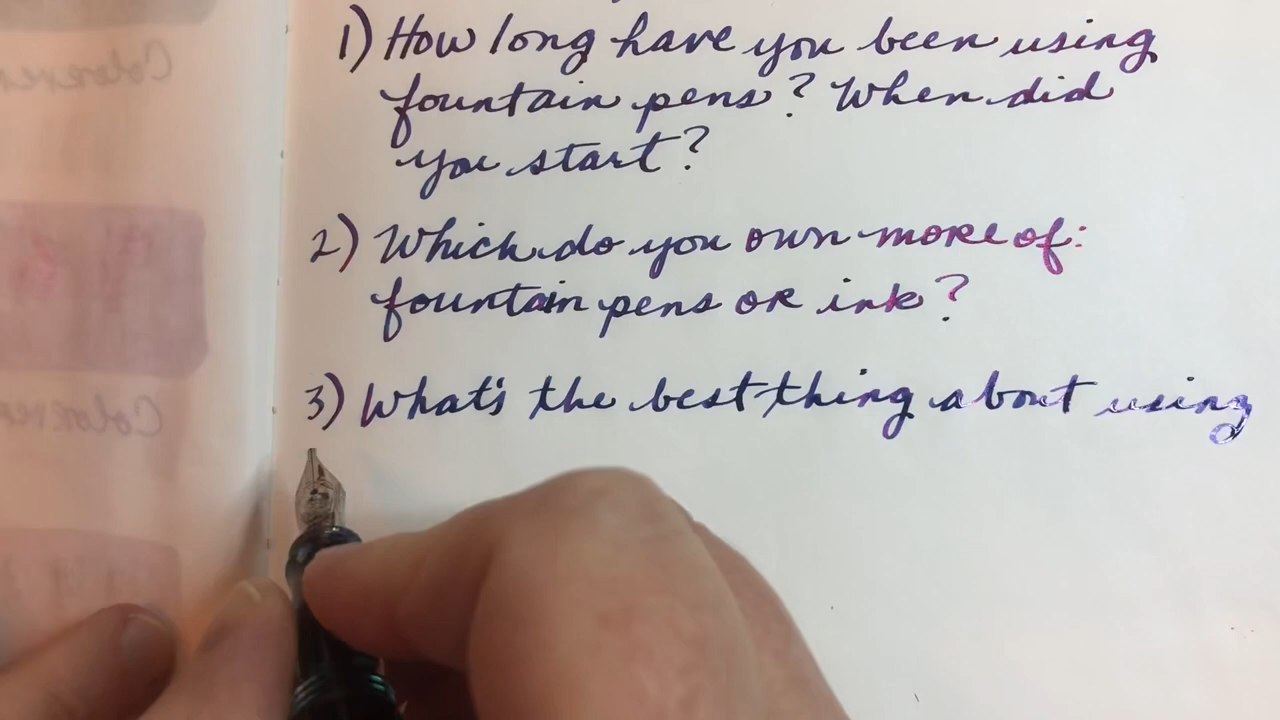 1) How long have you been using
fountain pens? When did
you start?
2) Which do you own more of:
fountain pens or ink?
3) What's the best thing about using